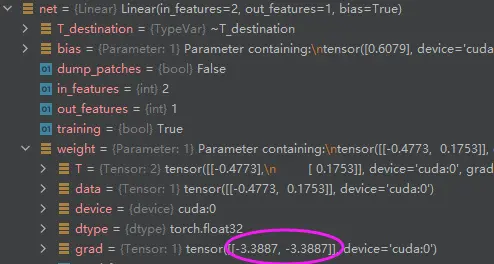 net = {Linear} Linear(in_features=2, out_features=1, bias=True)
T_destination = {TypeVar} ~T_destination
bias = {Parameter: 1} Parameter containing:\ntensor([0.6079], device='cuda:
01 dump_patches = {bool} False
01 in_features = {int} 2
01 out_features = {int} 1
01 training = {bool} True
weight = {Parameter: 1} Parameter containing:\ntensor([[-0.4773, 0.1753]],
T = {Tensor: 2} tensor([[-0.4773],\n [ 0.1753]], device='cuda:0', grad
data = {Tensor: 1} tensor([[-0.4773, 0.1753]], device='cuda:0')
device = {device} cuda:0
dtype = {dtype} torch.float32
grad = {Tensor: 1} tensor([[-3.3887, -3.3887]], device='cuda:0')